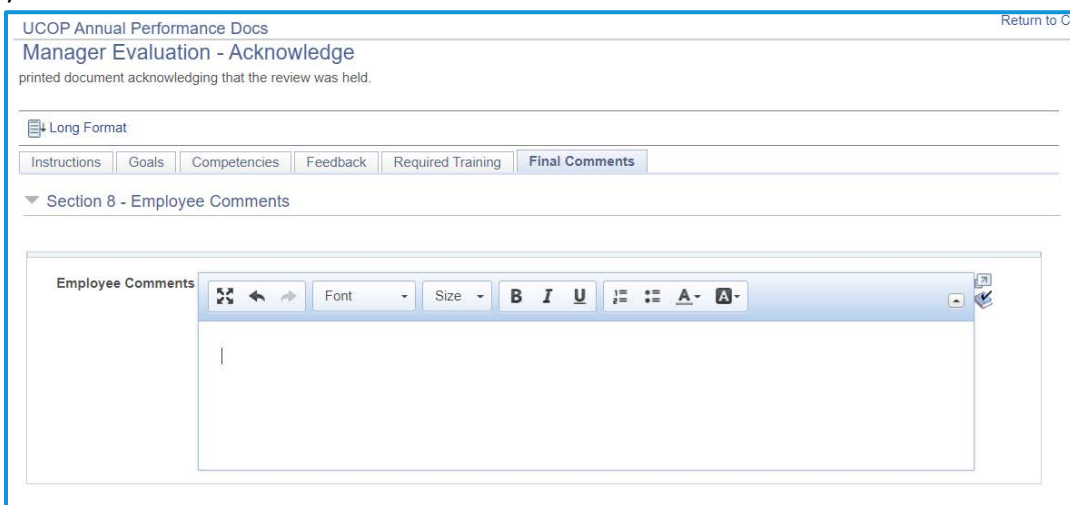 UCOP Annual Performance Docs Return to C
Manager Evaluation - Acknowledge
printed document acknowledging that the review was held.
Long Format
Instructions Goals Competencies Feedback Required Training Final Comments
Section 8 - Employee Comments
Employee Comments Font Size B I U A A